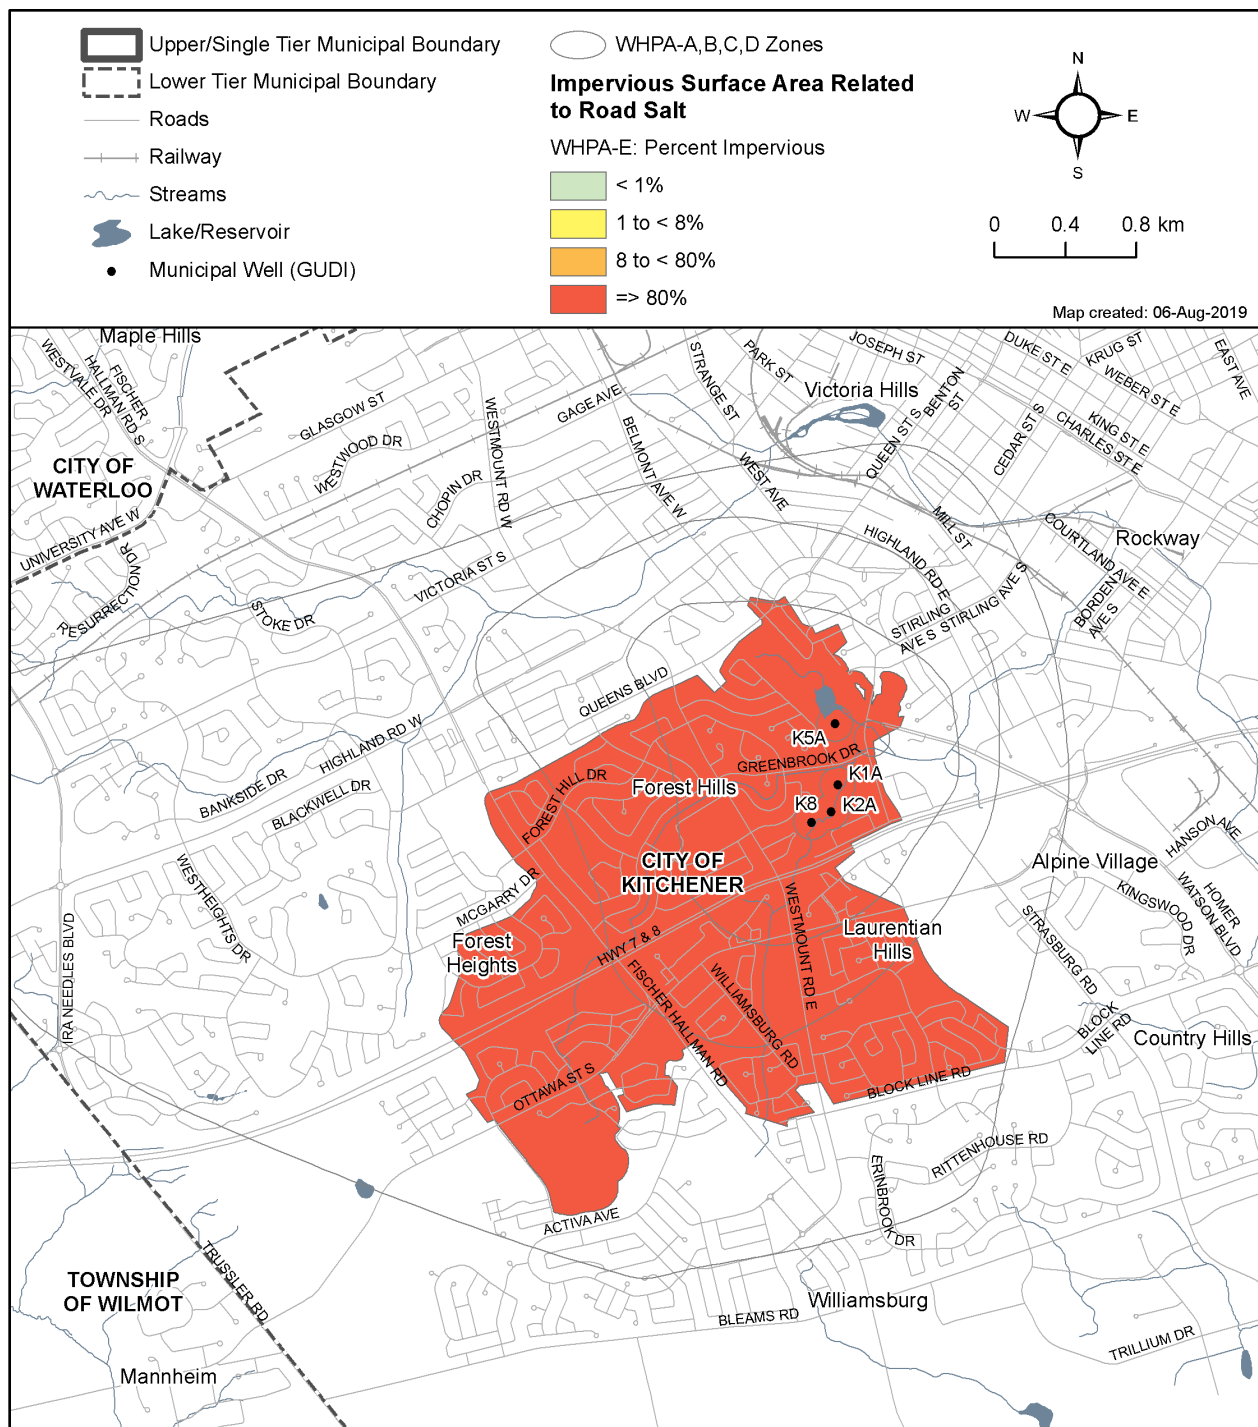 Upper/Single Tier Municipal Boundary
Lower Tier Municipal Boundary
Roads
Railway
Streams
Lake/Reservoir
Municipal Well (GUDI)
WHPA-A,B,C,D Zones
Impervious Surface Area Related
to Road Salt
WHPA-E: Percent Impervious
< 1%
1 to < 8%
8 to < 80%
=> 80%
N
W
E
S
0 0.4 0.8 km
Map created: 06-Aug-2019
Maple Hills
WESTVALE DR
FISCHER
HALLMAN RD S
GLASGOW ST
WESTWOOD DR
CHOPIN DR
WESTMOUNT RD W
GAGE AVE
BELMONT AVE W
STRANGE ST
PARK ST
WEST AVE
JOSEPH ST
Victoria Hills
QUEEN ST S
BENTON
ST
CEDAR ST S
DUKE ST E
KRUG ST
WEBER ST E
EAST AVE
KING ST E
CHARLES ST E
CITY OF
WATERLOO
UNIVERSITY AVE W
RESURRECTION DR
STOKE DR
VICTORIA ST S
HIGHLAND RD E
MILL ST
COURTLAND AVE E
Rockway
BORDEN
AVE S
STIRLING
AVE S
STIRLING AVE S
QUEENS BLVD
HIGHLAND RD W
BANKSIDE DR
BLACKWELL DR
WESTHEIGHTS DR
FOREST HILL DR
Forest Hills
K5A
GREENBROOK DR
K1A
K8
K2A
CITY OF
KITCHENER
MCGARRY DR
Forest
Heights
HWY 7 & 8
WESTMOUNT RD E
Laurentian
Hills
Alpine Village
HANSON AVE
KINGSWOOD DR
HOMER
WATSON BLVD
STRASBURG RD
BLOCK
LINE RD
Country Hills
IRA NEEDLES BLVD
FISCHER HALLMAN RD
WILLIAMSBURG RD
BLOCK LINE RD
OTTAWA ST S
RITTENHOUSE RD
ERINBROOK DR
ACTIVA AVE
TRUSSLER RD
TOWNSHIP
OF WILMOT
Williamsburg
BLEAMS RD
TRILLIUM DR
Mannheim